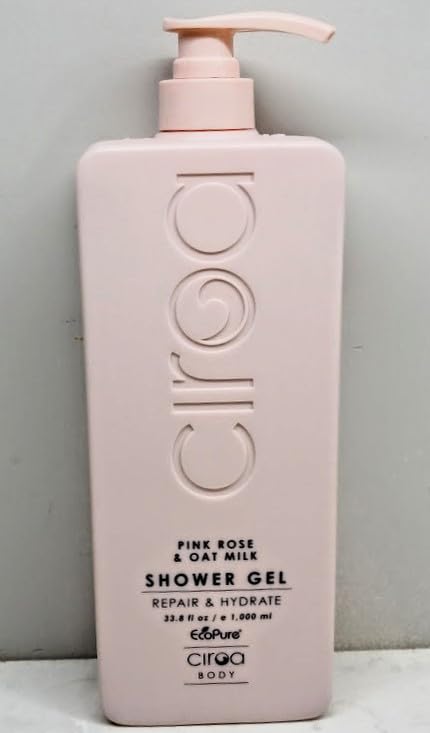 ciroa
PINK ROSE
& OAT MILK
SHOWER GEL
REPAIR & HYDRATE
33.8 fl oz / e 1,000 ml
EcoPure®
ciroa
BODY